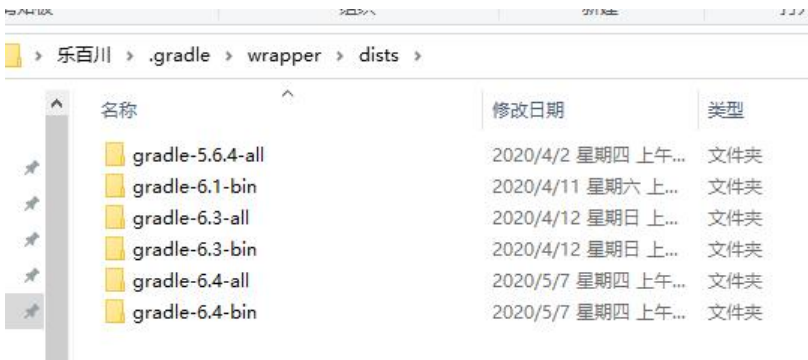 组织
新建
乐百川 › .gradle › wrapper › dists ›
名称 修改日期 类型
gradle-5.6.4-all 2020/4/2 星期四 上午... 文件夹
gradle-6.1-bin 2020/4/11 星期六 上... 文件夹
gradle-6.3-all 2020/4/12 星期日 上... 文件夹
gradle-6.3-bin 2020/4/12 星期日 上... 文件夹
gradle-6.4-all 2020/5/7 星期四 上午... 文件夹
gradle-6.4-bin 2020/5/7 星期四 上午... 文件夹